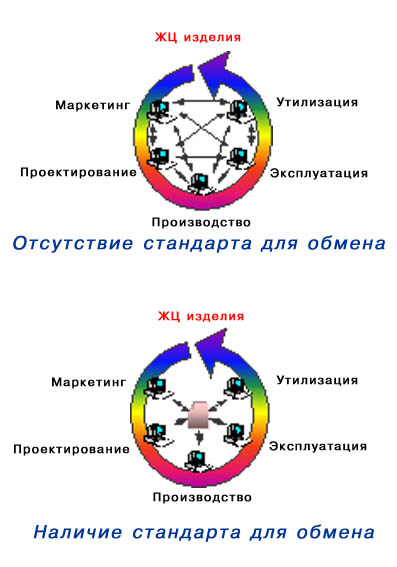 ЖЦ изделия
Маркетинг
Утилизация
Проектирование
Эксплуатация
Производство
Отсутствие стандарта для обмена
ЖЦ изделия
Маркетинг
Утилизация
Проектирование
Эксплуатация
Производство
Наличие стандарта для обмена